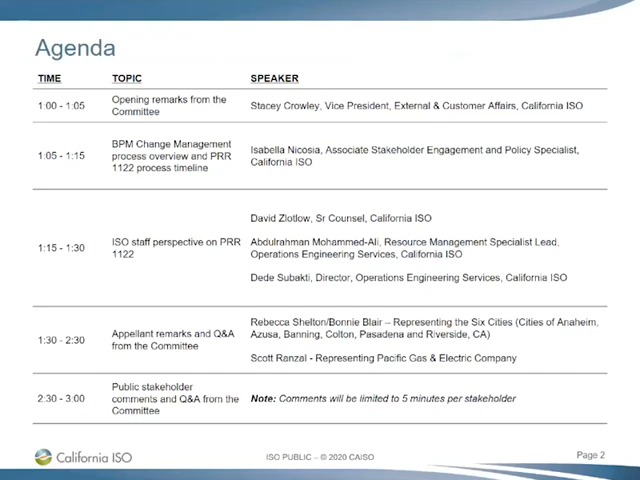 Agenda
TIME TOPIC SPEAKER
1:00 - 1:05
Opening remarks from the
Committee
Stacey Crowley, Vice President, External & Customer Affairs, California ISO
1:05 - 1:15
BPM Change Management
process overview and PRR
1122 process timeline
Isabella Nicosia, Associate Stakeholder Engagement and Policy Specialist,
California ISO
1:15 - 1:30
ISO staff perspective on PRR
1122
David Zlotlow, Sr Counsel, California ISO
Abdulrahman Mohammed-Ali, Resource Management Specialist Lead,
Operations Engineering Services, California ISO
Dede Subakti, Director, Operations Engineering Services, California ISO
1:30 - 2:30
Appellant remarks and Q&A
from the Committee
Rebecca Shelton/Bonnie Blair – Representing the Six Cities (Cities of Anaheim,
Azusa, Banning, Colton, Pasadena and Riverside, CA)
Scott Ranzal - Representing Pacific Gas & Electric Company
2:30 - 3:00
Public stakeholder
comments and Q&A from the
Committee
Note: Comments will be limited to 5 minutes per stakeholder
California ISO
ISO PUBLIC – © 2020 CAISO
Page 2